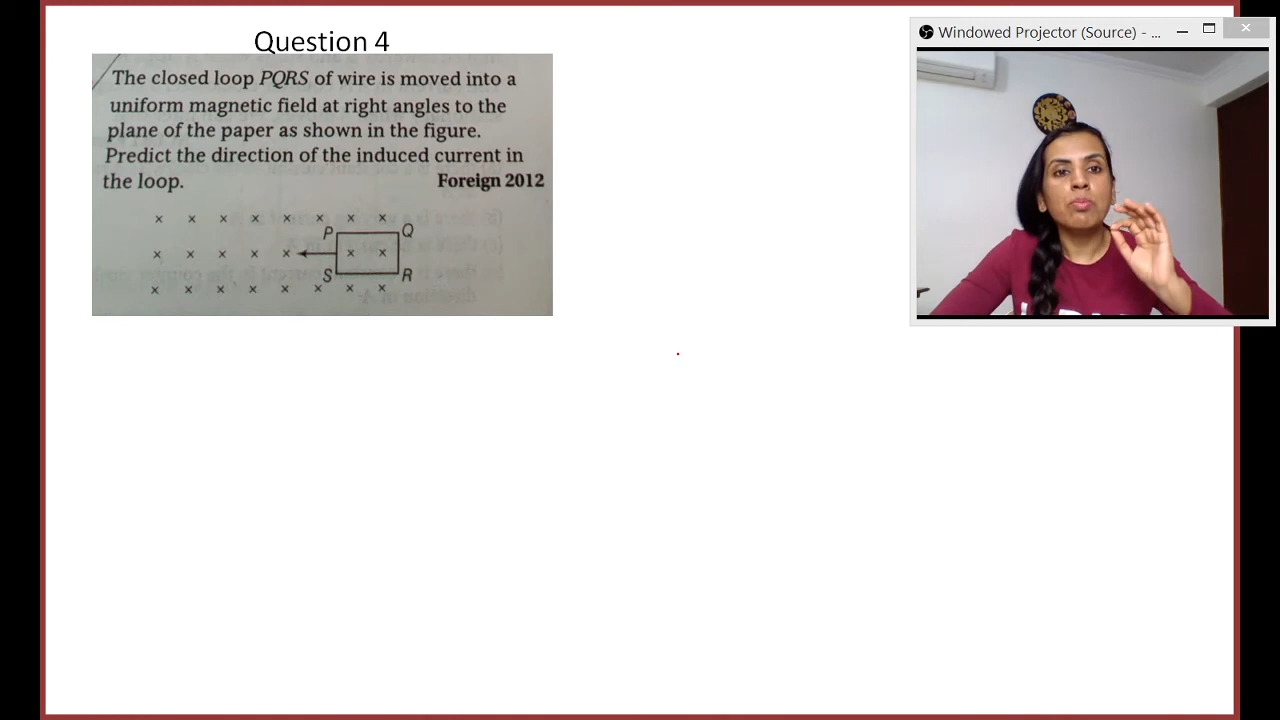 Question 4
Windowed Projector (Source) - ...
The closed loop PQRS of wire is moved into a
uniform magnetic field at right angles to the
plane of the paper as shown in the figure.
Predict the direction of the induced current in
the loop.
Foreign 2012
× × × × × × × ×
P Q
× × × × × × ×
S R
× × × × × × × ×